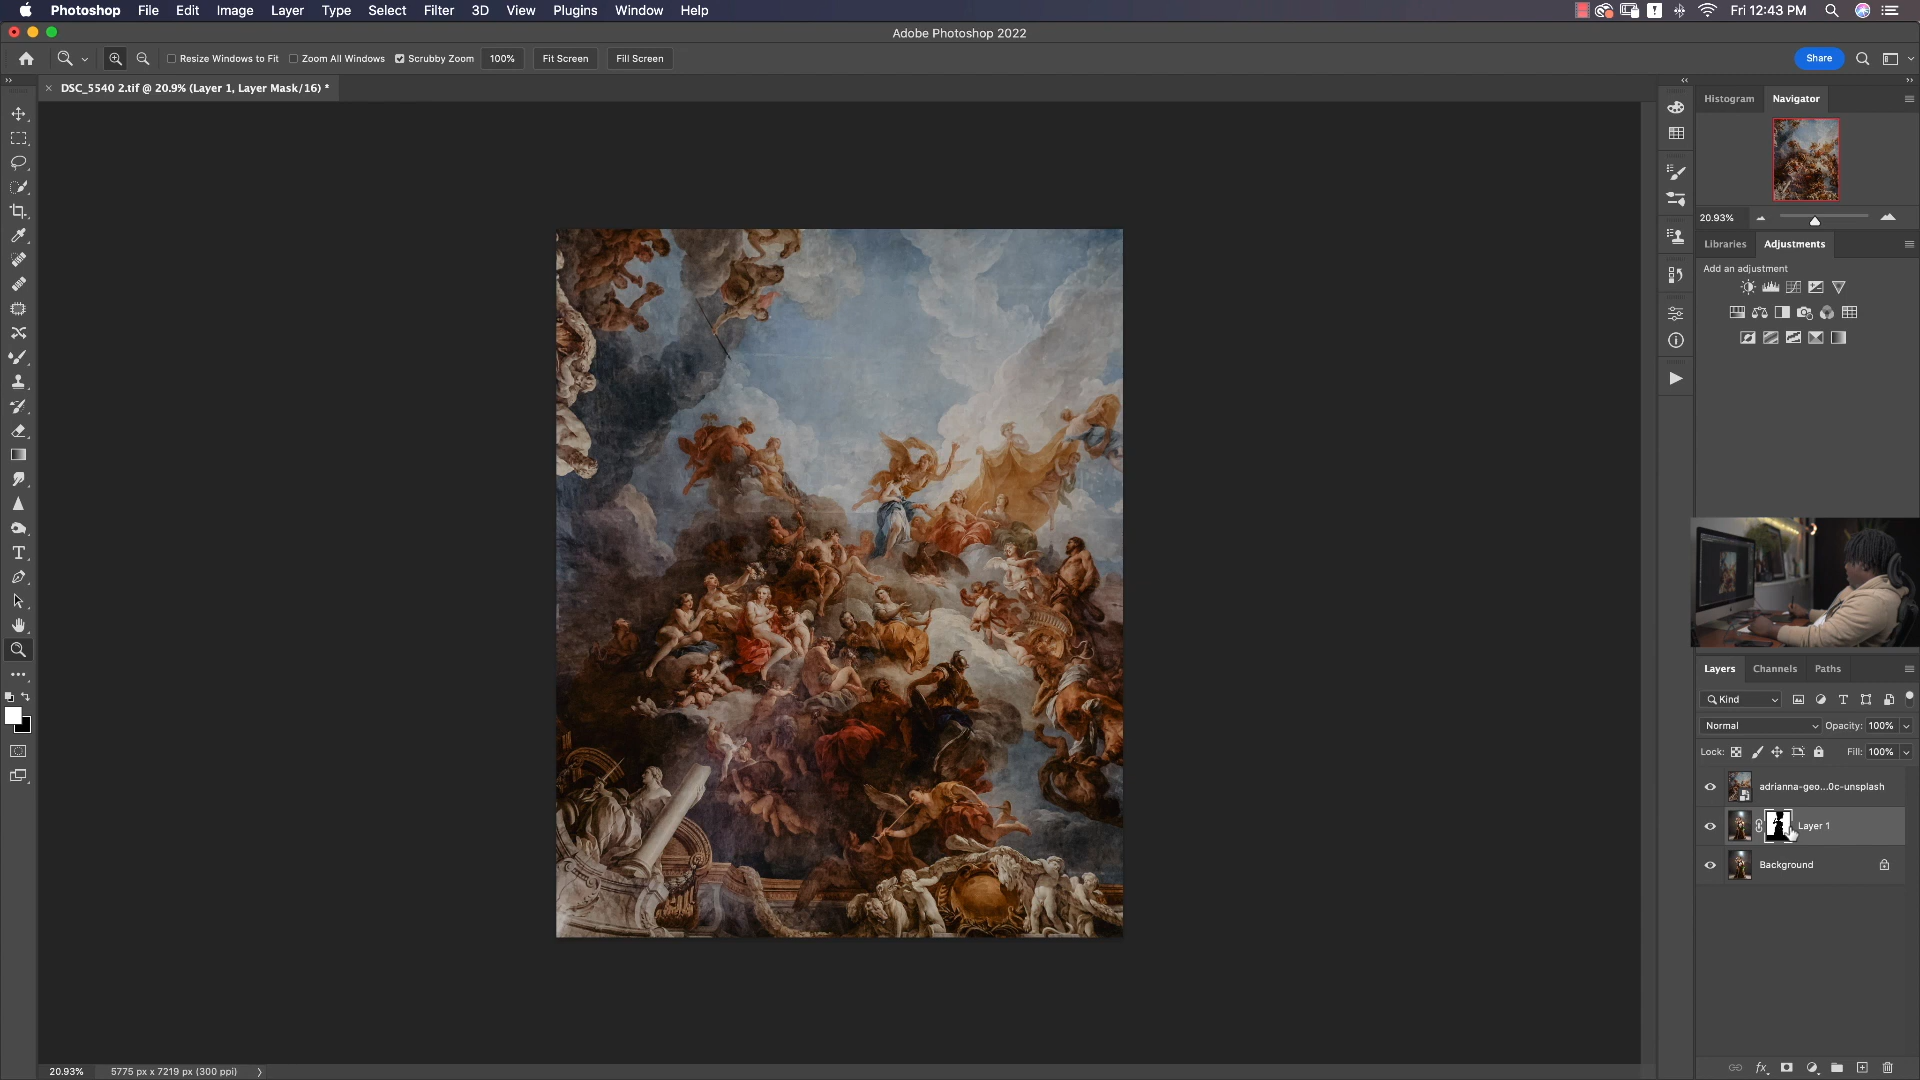 Photoshop File Edit Image Layer Type Select Filter 3D View Plugins Window Help Fri 12:43 PM
Adobe Photoshop 2022
Resize Windows to Fit Zoom All Windows Scrubby Zoom 100% Fit Screen Fill Screen Share
DSC_5540 2.tif @ 20.9% (Layer 1, Layer Mask/16) *
Histogram Navigator
20.93%
Libraries Adjustments
Add an adjustment
Layers Channels Paths
Kind
Normal Opacity: 100%
Lock: Fill: 100%
adrianna-geo...0c-unsplash
Layer 1
Background
20.93% 5775 px x 7219 px (300 ppi)